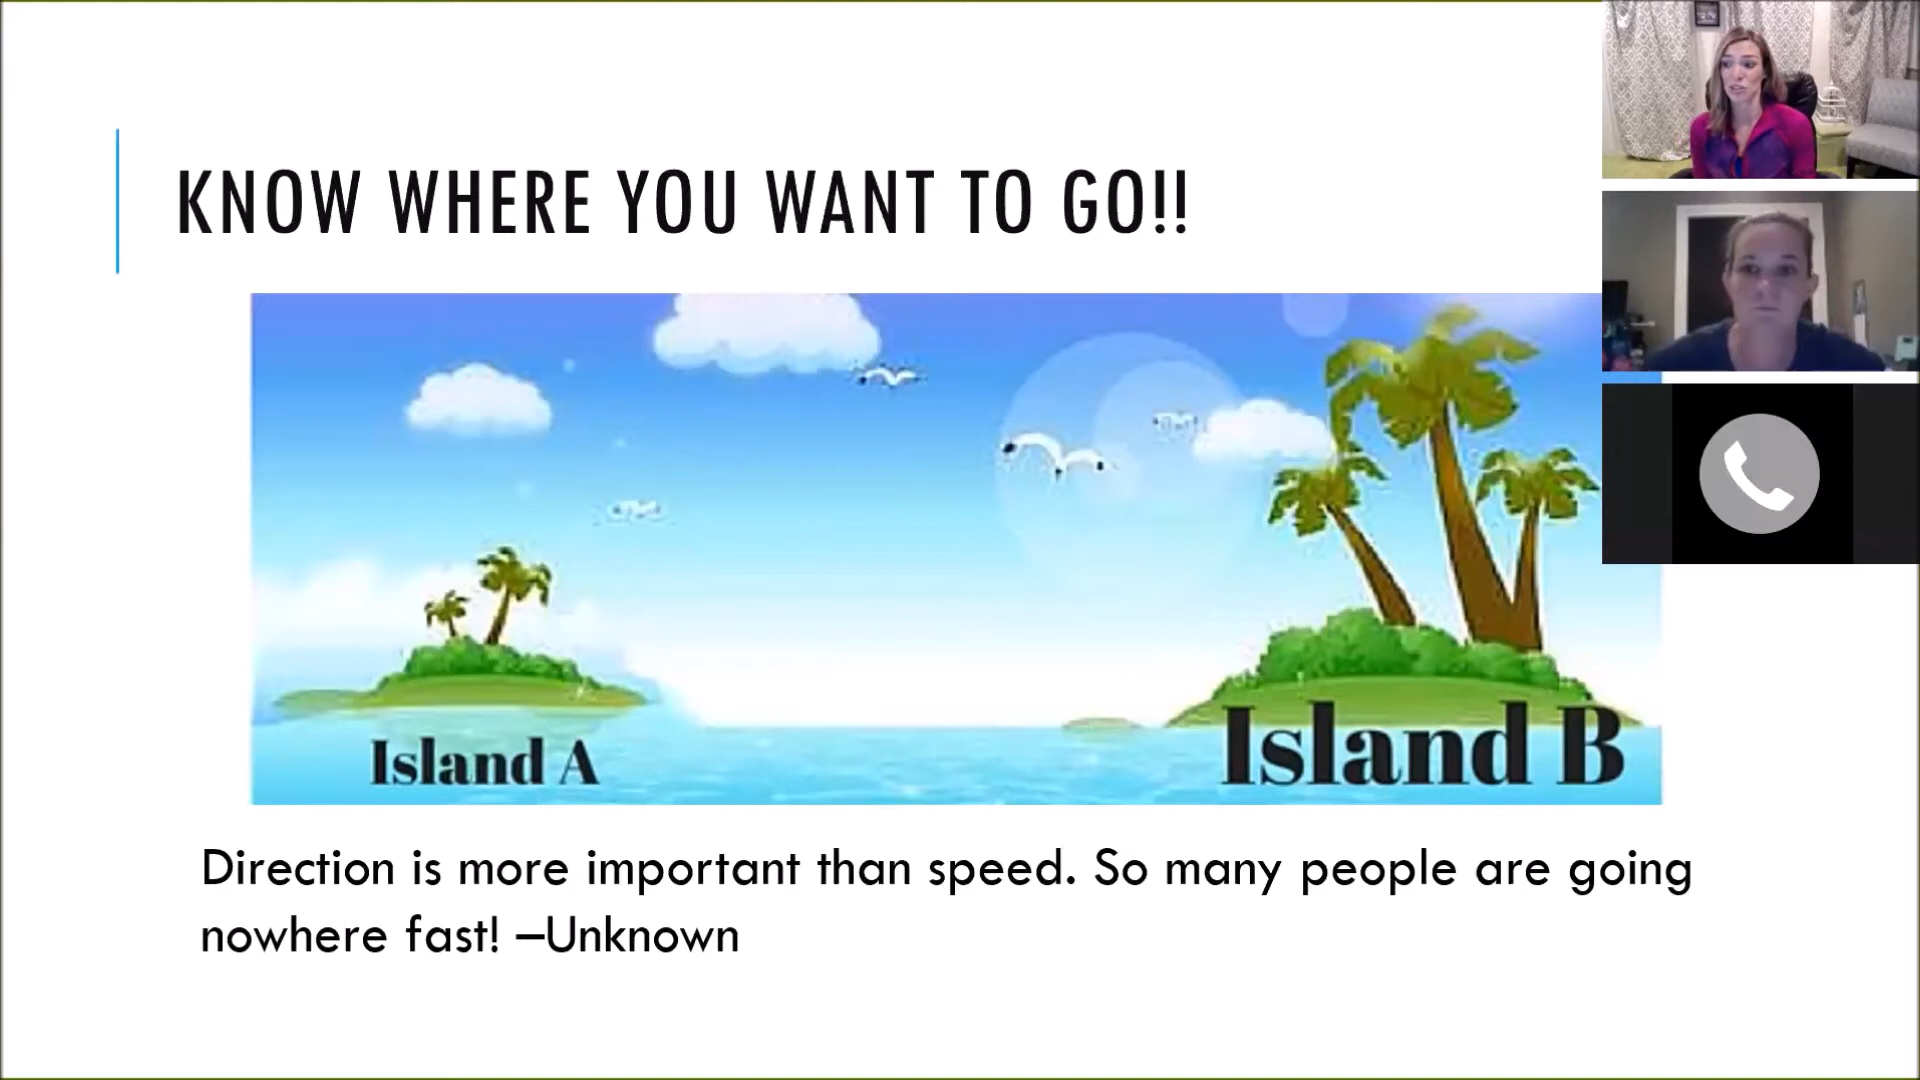 KNOW WHERE YOU WANT TO GO!!
Island A
Island B
Direction is more important than speed. So many people are going
nowhere fast! –Unknown